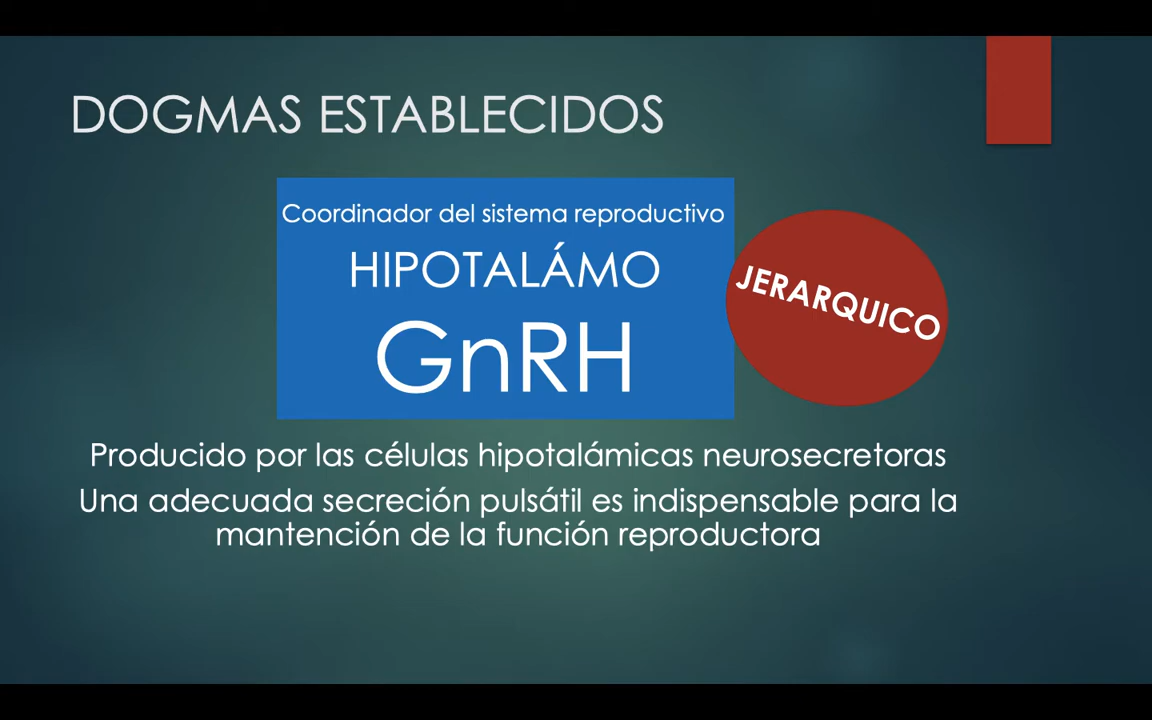 DOGMAS ESTABLECIDOS
Coordinador del sistema reproductivo
HIPOTALÁMO
GnRH
JERARQUICO
Producido por las células hipotalámicas neurosecretoras
Una adecuada secreción pulsátil es indispensable para la
mantención de la función reproductora